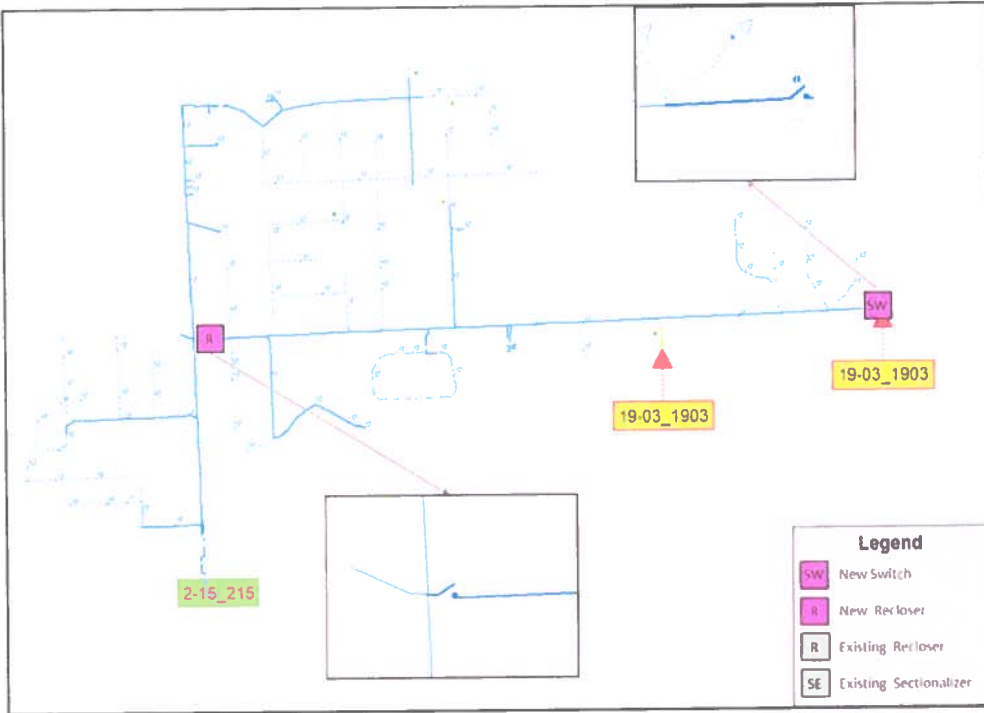 SW
R
19-03_1903
19-03_1903
2-15_215
Legend
SW New Switch
R New Recloser
R Existing Recloser
SE Existing Sectionalizer